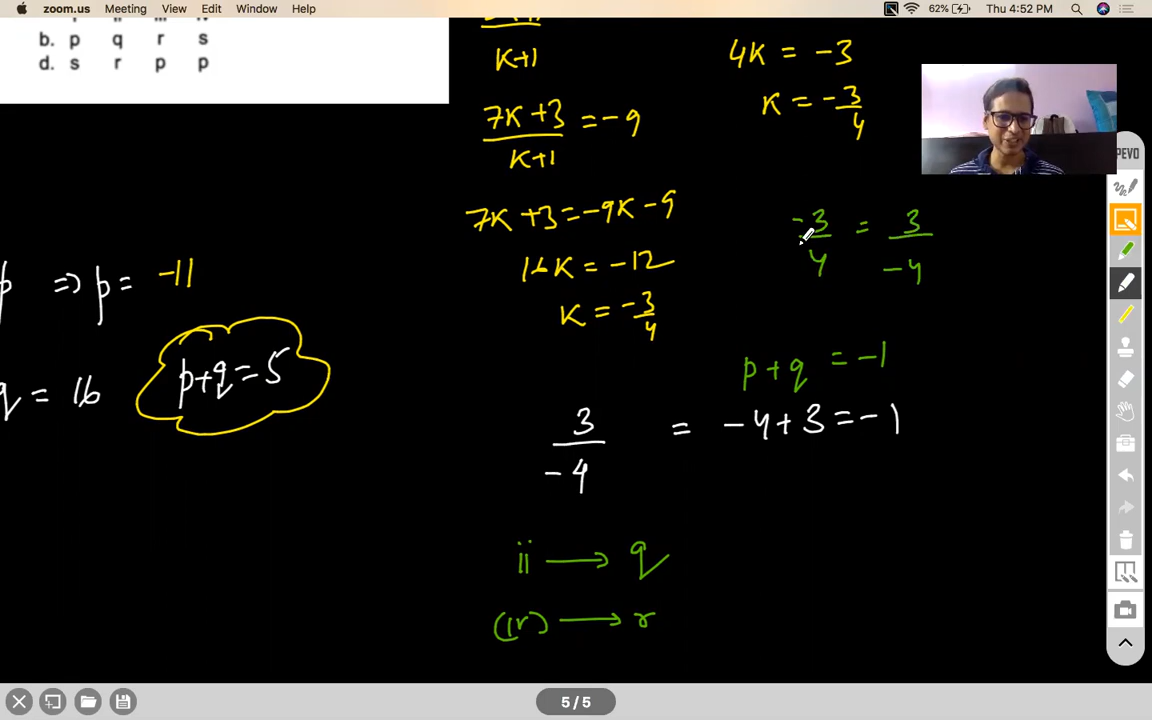 zoom.us Meeting View Edit Window Help
62% Thu 4:52 PM
b. p q r s
d. s r p p
K+1
7K+3 = -9
K+1
7K+3 = -9K-9
16K = -12
K = -3
4
4K = -3
K = -3
4
PEVO
-3 = 3
4 -4
p => p = -11
q = 16
p+q = 5
p+q = -1
3 = -4+3 = -1
-4
ii → q
(iv) → r
5 / 5